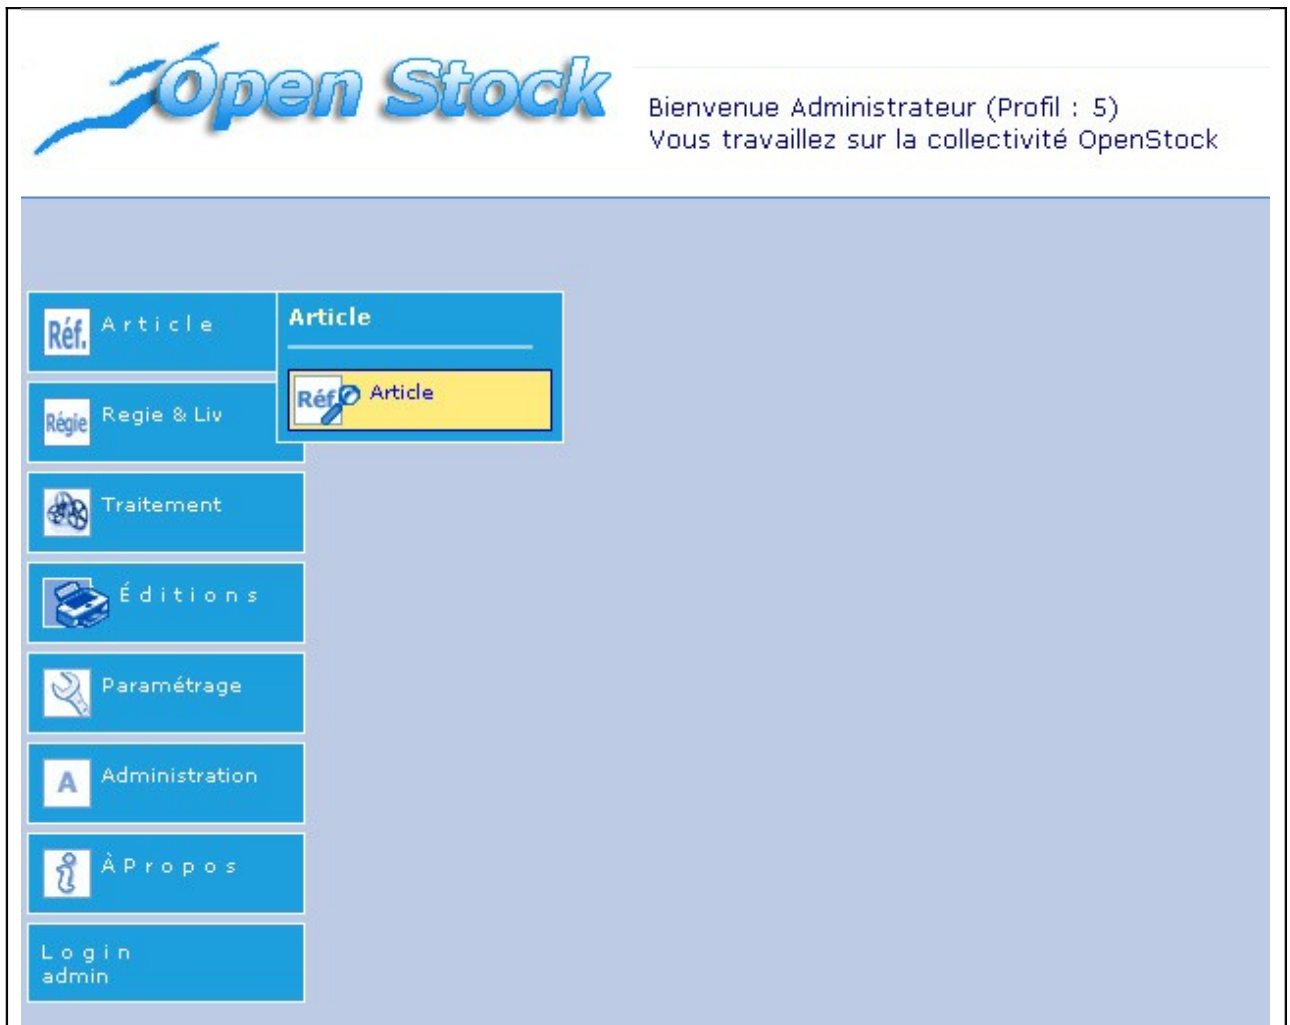 Open Stock
Bienvenue Administrateur (Profil : 5)
Vous travaillez sur la collectivité OpenStock
Réf. Article
Article
Réf Article
Régie Regie & Liv
Traitement
Éditions
Paramétrage
A Administration
À Propos
Login
admin